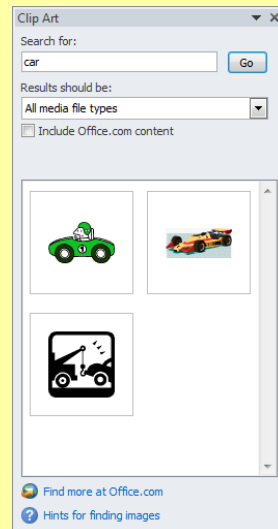 Clip Art
Search for:
car
Go
Results should be:
All media file types
Include Office.com content
1
Find more at Office.com
Hints for finding images